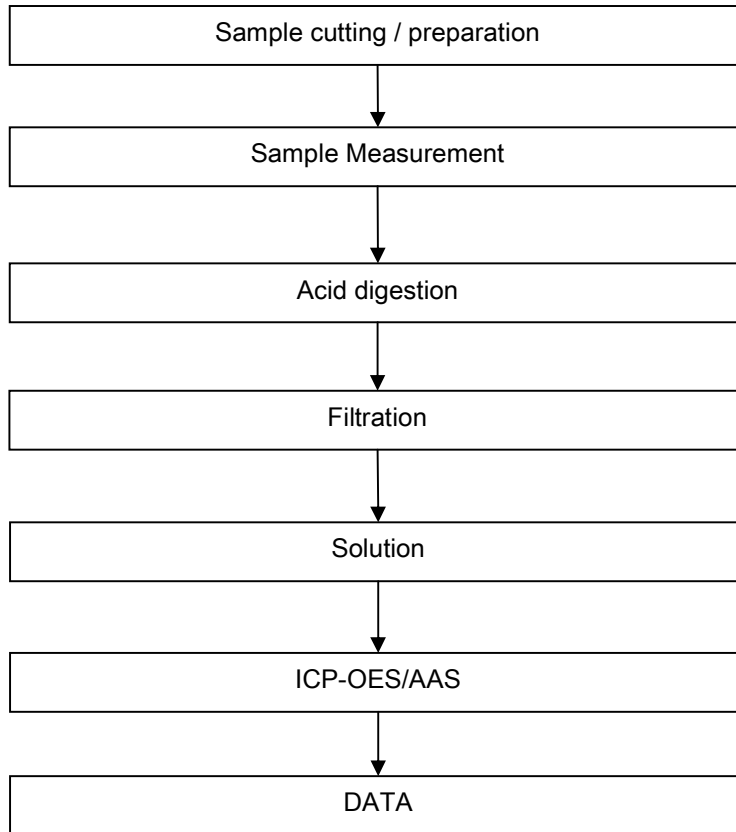 Sample cutting / preparation
Sample Measurement
Acid digestion
Filtration
Solution
ICP-OES/AAS
DATA